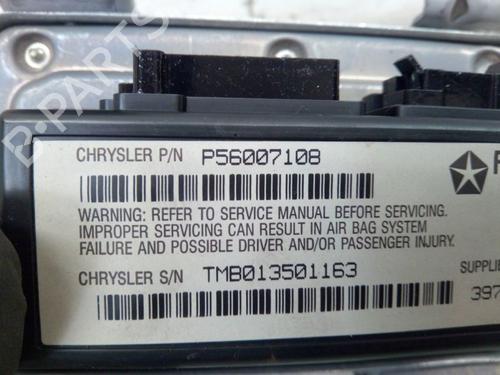 B-PARTS
CHRYSLER P/N P56007108
WARNING: REFER TO SERVICE MANUAL BEFORE SERVICING.
IMPROPER SERVICING CAN RESULT IN AIR BAG SYSTEM
FAILURE AND POSSIBLE DRIVER AND/OR PASSENGER INJURY.
CHRYSLER S/N TMB013501163